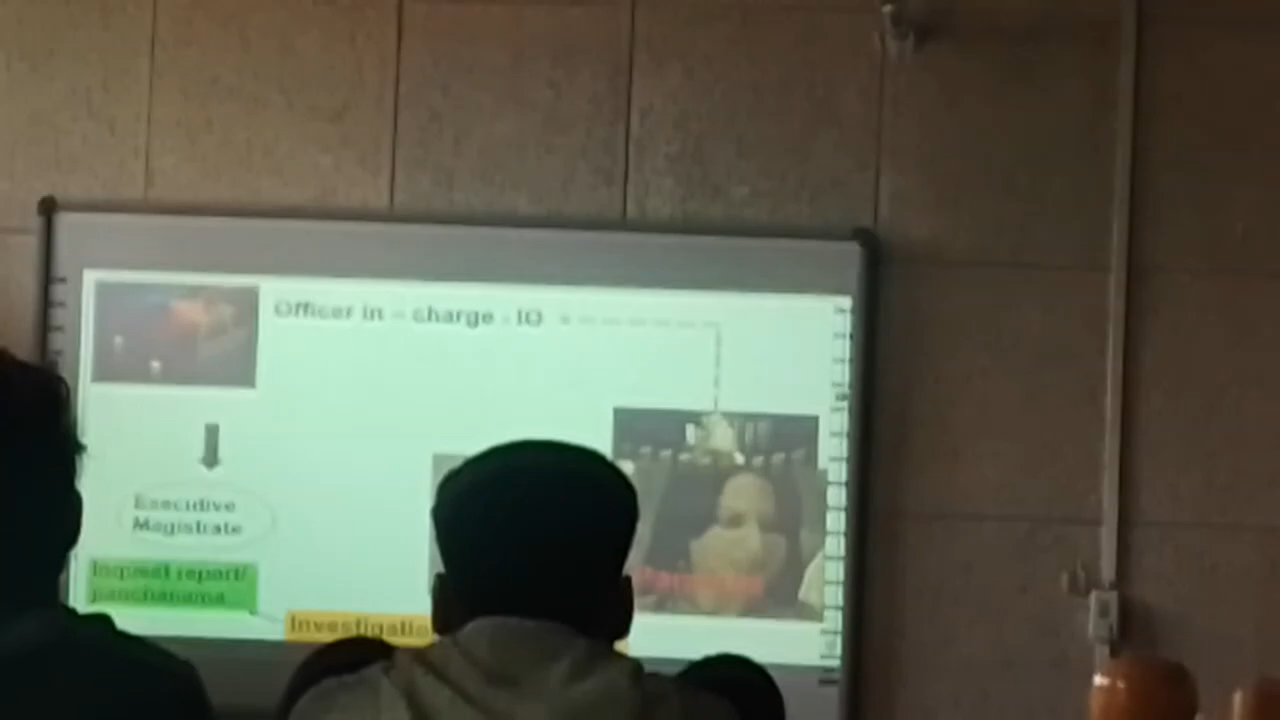 Officer in - charge - IO
Executive
Magistrate
Inquest report/
panchanama
Investigatio